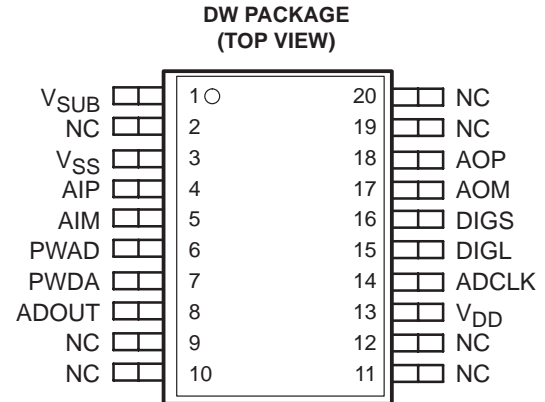 DW PACKAGE
(TOP VIEW)
VSUB 1 20 NC
NC 2 19 NC
VSS 3 18 AOP
AIP 4 17 AOM
AIM 5 16 DIGS
PWAD 6 15 DIGL
PWDA 7 14 ADCLK
ADOUT 8 13 VDD
NC 9 12 NC
NC 10 11 NC